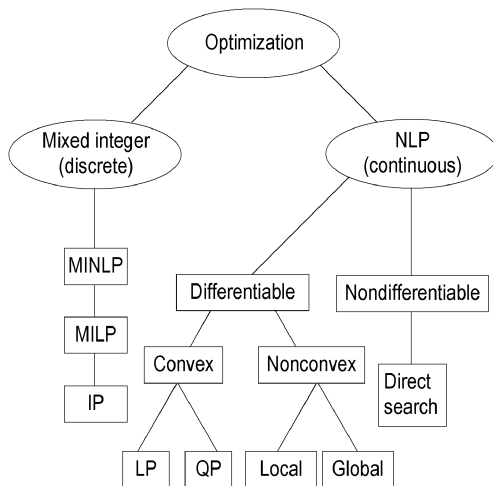 Optimization
Mixed integer
(discrete)
NLP
(continuous)
MINLP
Differentiable
Nondifferentiable
MILP
Convex
Nonconvex
Direct
search
IP
LP
QP
Local
Global